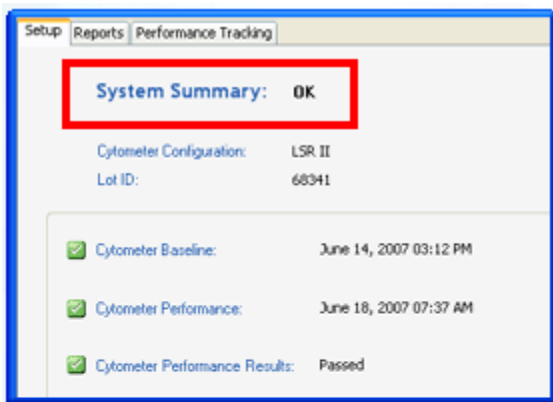 Setup Reports Performance Tracking
System Summary: OK
Cytometer Configuration: LSR II
Lot ID: 68341
Cytometer Baseline: June 14, 2007 03:12 PM
Cytometer Performance: June 18, 2007 07:37 AM
Cytometer Performance Results: Passed